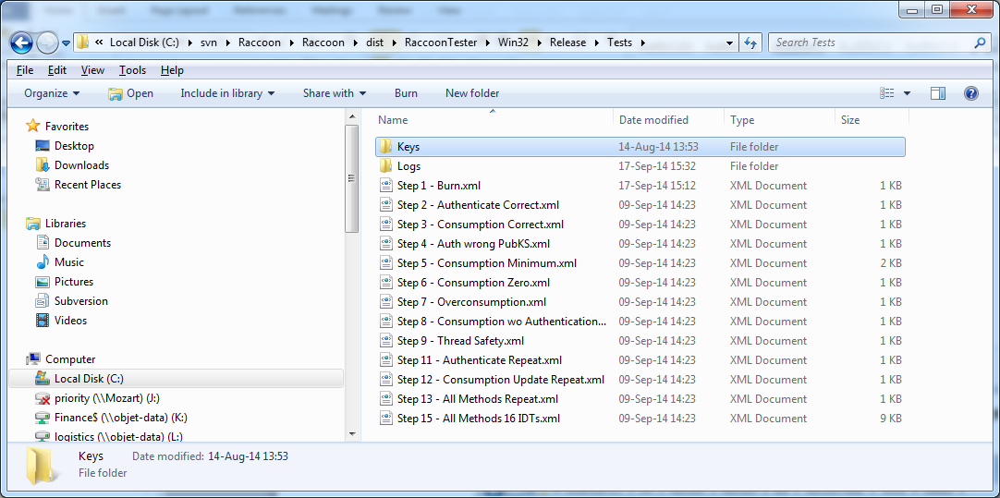 « Local Disk (C:) ▸ svn ▸ Raccoon ▸ Raccoon ▸ dist ▸ RaccoonTester ▸ Win32 ▸ Release ▸ Tests ▸ Search Tests
File Edit View Tools Help
Organize Open Include in library Share with Burn New folder
Name Date modified Type Size
Favorites
Desktop
Downloads
Recent Places
Libraries
Documents
Music
Pictures
Subversion
Videos
Computer
Local Disk (C:)
priority (\\Mozart) (J:)
Finance$ (\\objet-data) (K:)
logistics (\\objet-data) (L:)
Keys 14-Aug-14 13:53 File folder
Logs 17-Sep-14 15:32 File folder
Step 1 - Burn.xml 17-Sep-14 15:12 XML Document 1 KB
Step 2 - Authenticate Correct.xml 09-Sep-14 14:23 XML Document 1 KB
Step 3 - Consumption Correct.xml 09-Sep-14 14:23 XML Document 1 KB
Step 4 - Auth wrong PubKS.xml 09-Sep-14 14:23 XML Document 1 KB
Step 5 - Consumption Minimum.xml 09-Sep-14 14:23 XML Document 2 KB
Step 6 - Consumption Zero.xml 09-Sep-14 14:23 XML Document 1 KB
Step 7 - Overconsumption.xml 09-Sep-14 14:23 XML Document 1 KB
Step 8 - Consumption wo Authentication... 09-Sep-14 14:23 XML Document 1 KB
Step 9 - Thread Safety.xml 09-Sep-14 14:23 XML Document 1 KB
Step 11 - Authenticate Repeat.xml 09-Sep-14 14:23 XML Document 1 KB
Step 12 - Consumption Update Repeat.xml 09-Sep-14 14:23 XML Document 1 KB
Step 13 - All Methods Repeat.xml 09-Sep-14 14:23 XML Document 1 KB
Step 15 - All Methods 16 IDTs.xml 09-Sep-14 14:23 XML Document 9 KB
Keys Date modified: 14-Aug-14 13:53
File folder